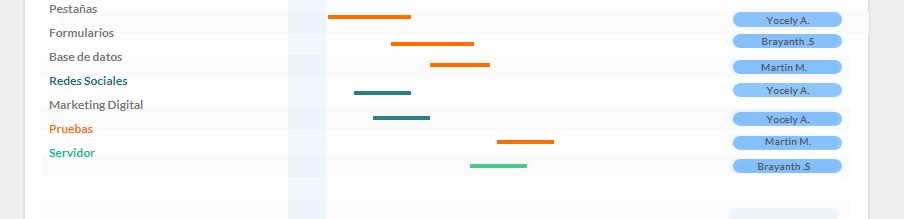 Pestañas
Yocely A.
Formularios
Brayanth .S
Base de datos
Martin M.
Redes Sociales
Yocely A.
Marketing Digital
Yocely A.
Pruebas
Martin M.
Servidor
Brayanth .S